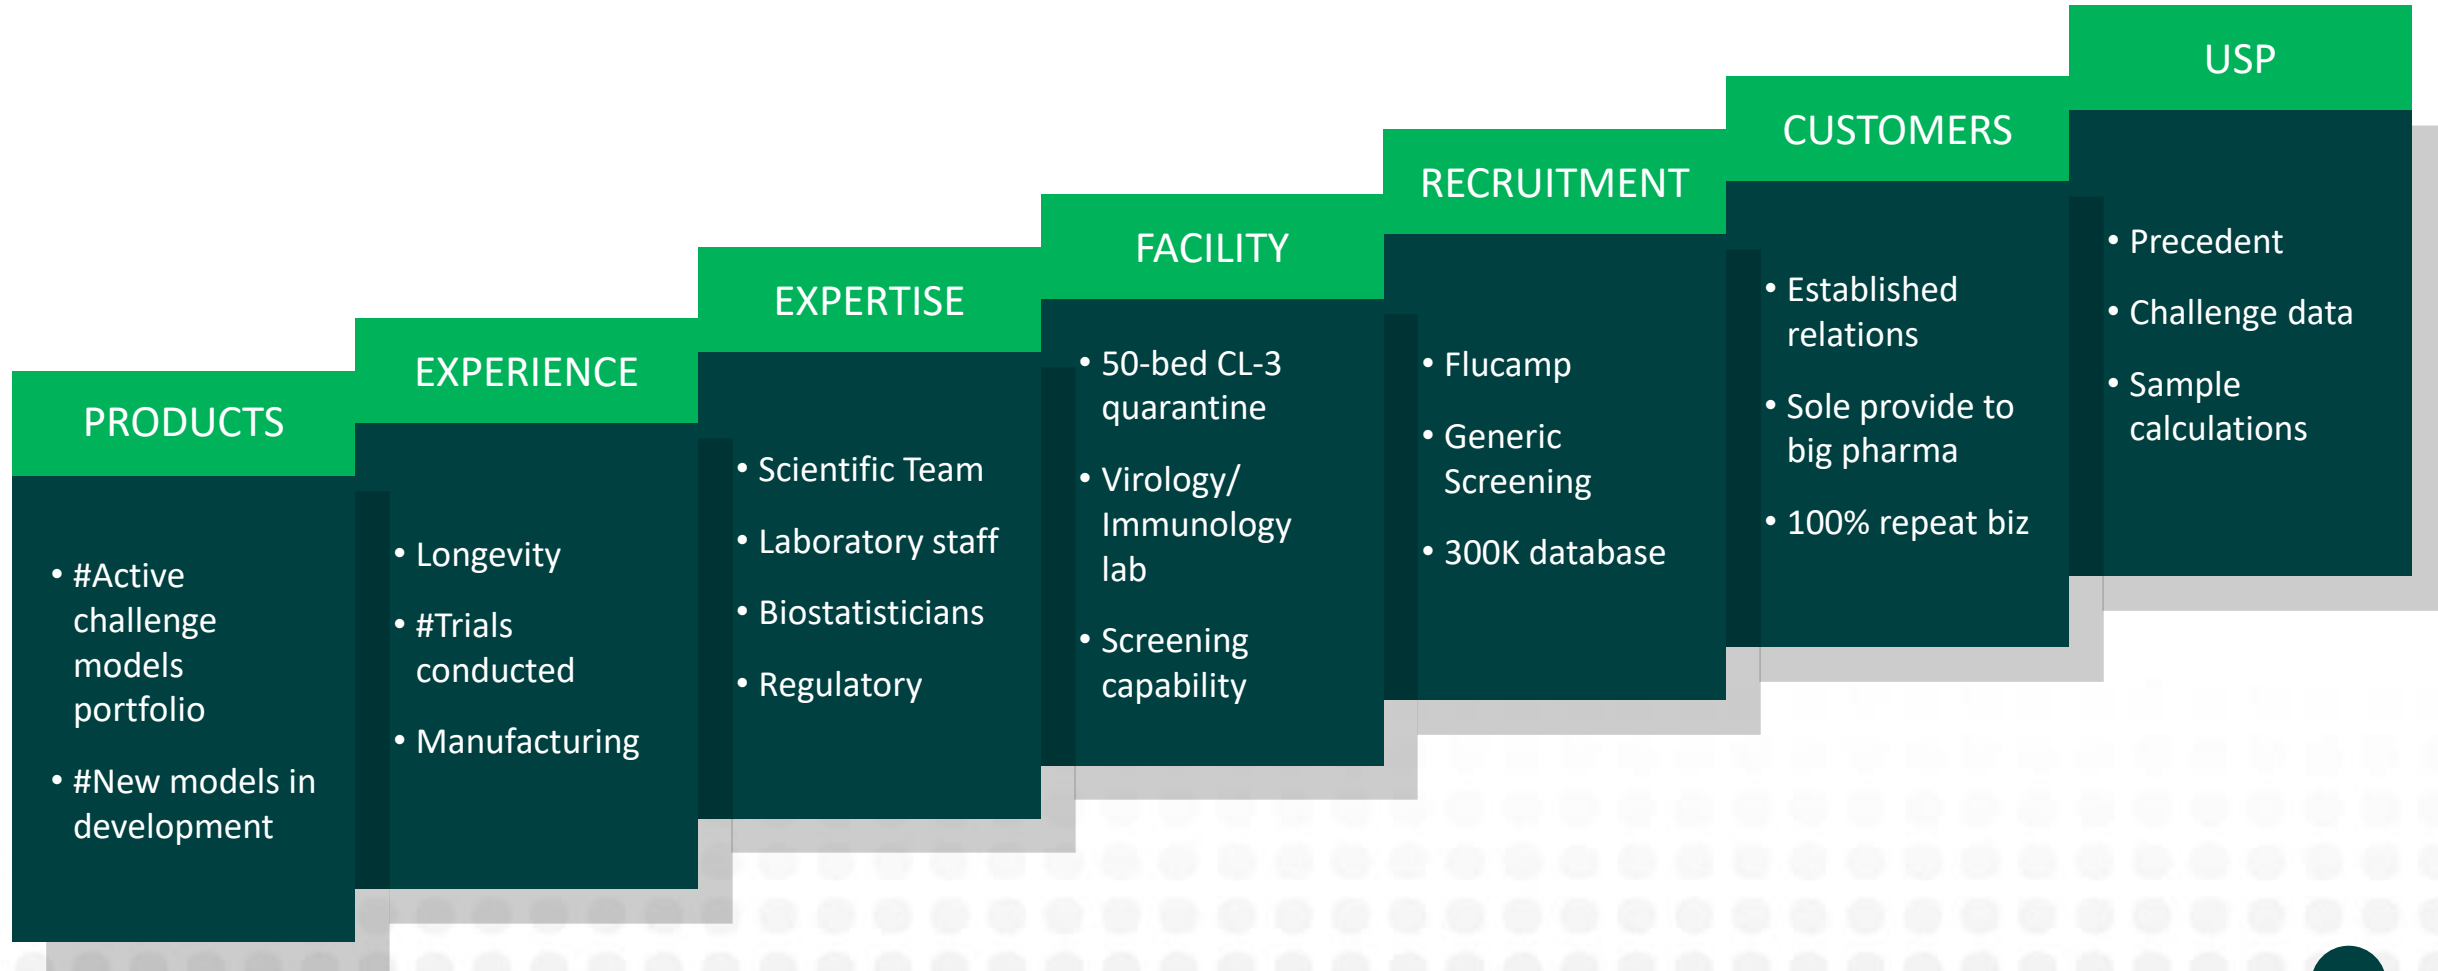 PRODUCTS
• #Active
challenge
models
portfolio
• #New models in
development
EXPERIENCE
• Longevity
• #Trials
conducted
• Manufacturing
EXPERTISE
• Scientific Team
• Laboratory staff
• Biostatisticians
• Regulatory
FACILITY
• 50-bed CL-3
quarantine
• Virology/
Immunology
lab
• Screening
capability
RECRUITMENT
• Flucamp
• Generic
Screening
• 300K database
CUSTOMERS
• Established
relations
• Sole provide to
big pharma
• 100% repeat biz
USP
• Precedent
• Challenge data
• Sample
calculations